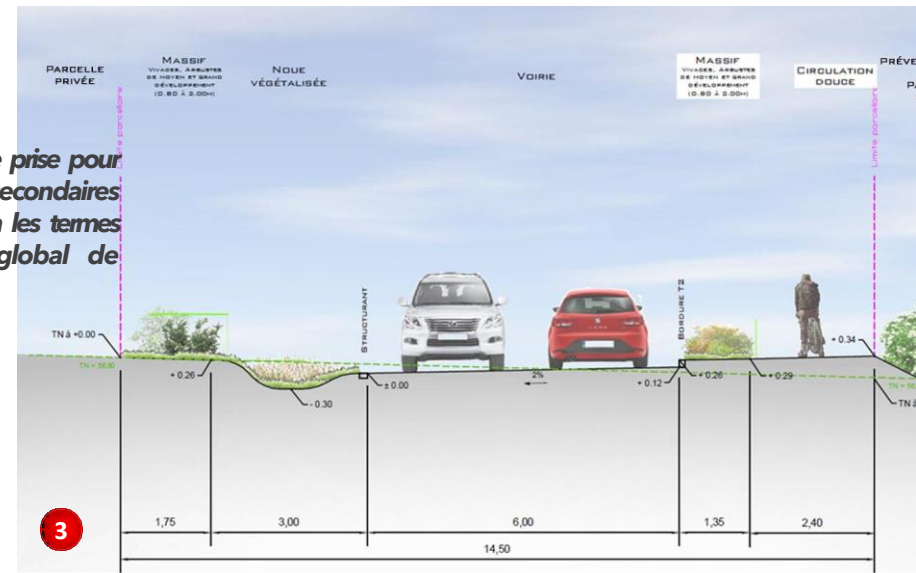 PARCELLE
PRIVÉE
MASSIF
VIVACES, ARBUSTES
DE MOYEN ET GRAND
DÉVELOPPEMENT
(0.80 À 2.00H)
NOUE
VÉGÉTALISÉE
VOIRIE
MASSIF
VIVACES, ARBUSTES
DE MOYEN ET GRAND
DÉVELOPPEMENT
(0.80 À 2.00H)
CIRCULATION
DOUCE
Limite parcellaire
Limite parcellaire
prise pour
econdaires
les termes
global de
STRUCTURANT
BORDURE T2
TN à +0.00
+ 0.26
- 0.30
± 0.00
2%
+ 0.12
+ 0.26
+ 0.29
+ 0.34
3
1,75
3,00
6,00
1,35
2,40
14,50